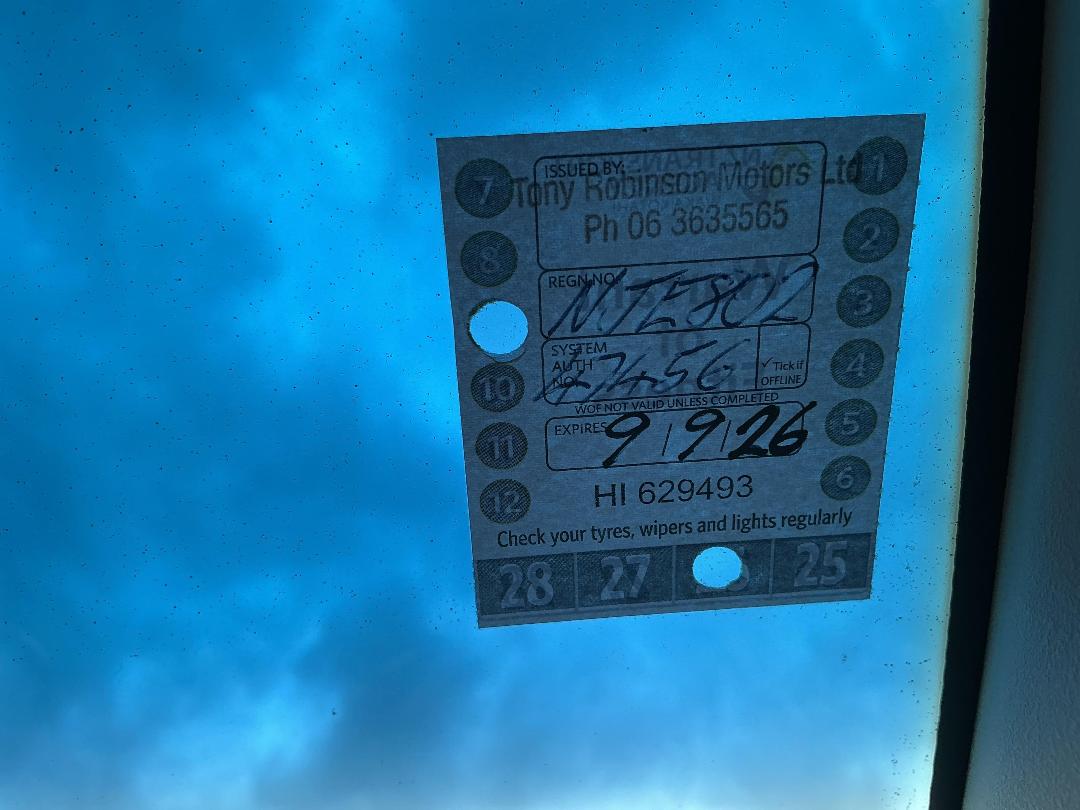 ISSUED BY:
Tony Robinson Motors Ltd
Ph 06 3635565
REGN NO.
SYSTEM
AUTH
NO.
✓ Tick if
OFFLINE
WOF NOT VALID UNLESS COMPLETED
EXPIRES 9/9/26
HI 629493
Check your tyres, wipers and lights regularly
7
8
10
11
12
1
2
3
4
5
6
28 27 25